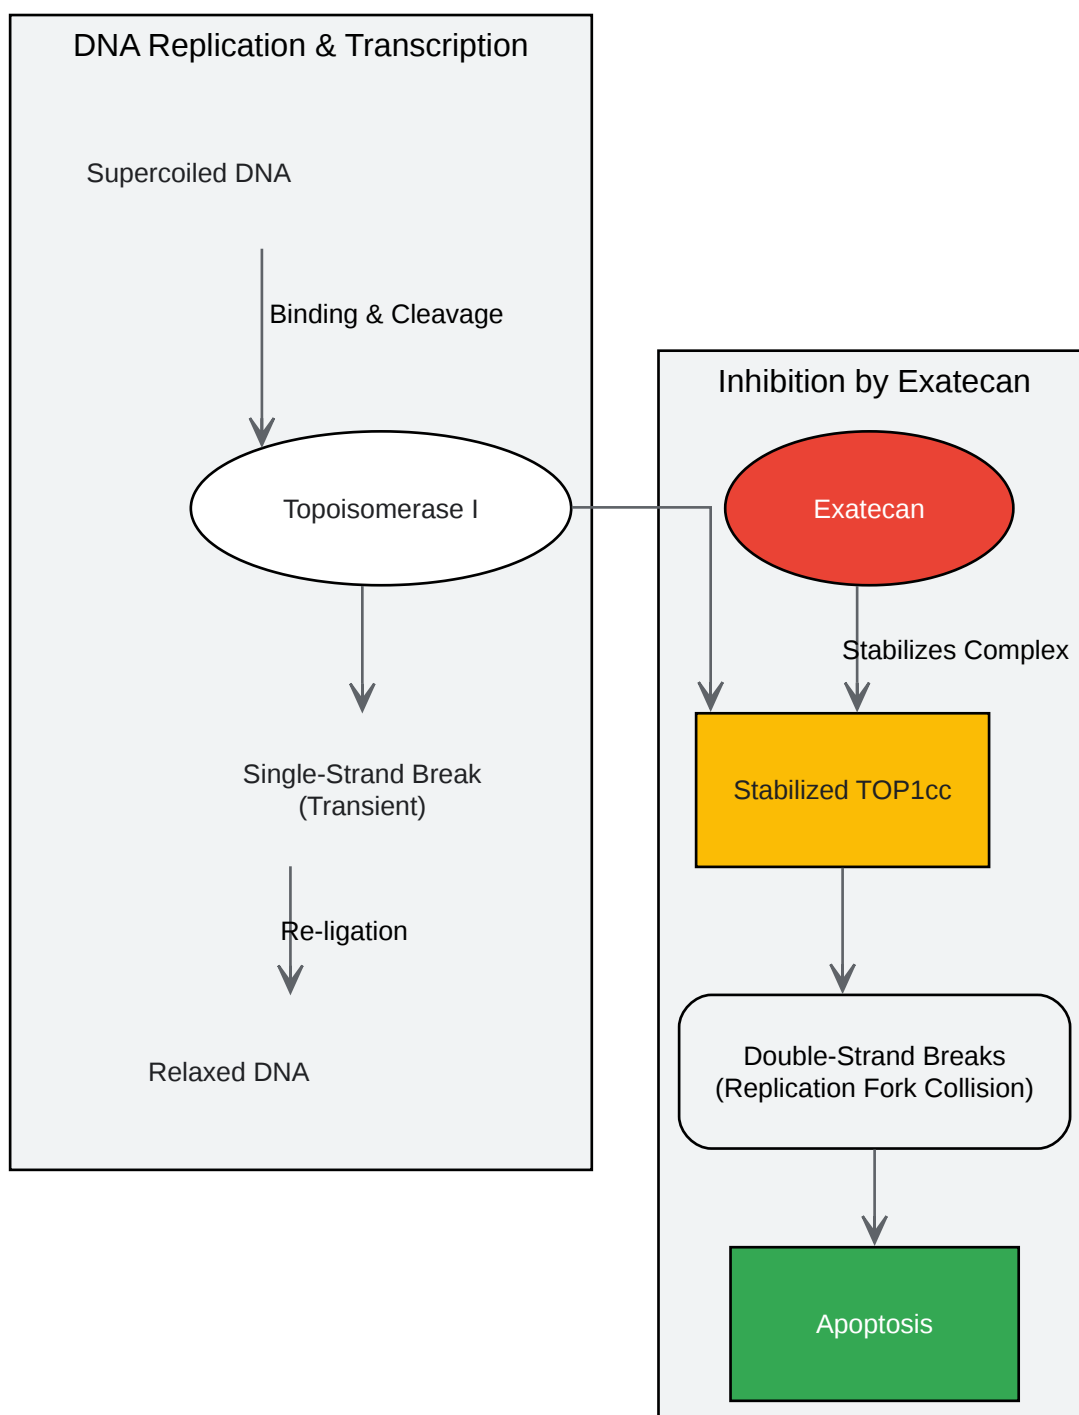 DNA Replication & Transcription
Supercoiled DNA
Binding & Cleavage
Topoisomerase I
Single-Strand Break
(Transient)
Re-ligation
Relaxed DNA
Inhibition by Exatecan
Exatecan
Stabilizes Complex
Stabilized TOP1cc
Double-Strand Breaks
(Replication Fork Collision)
Apoptosis